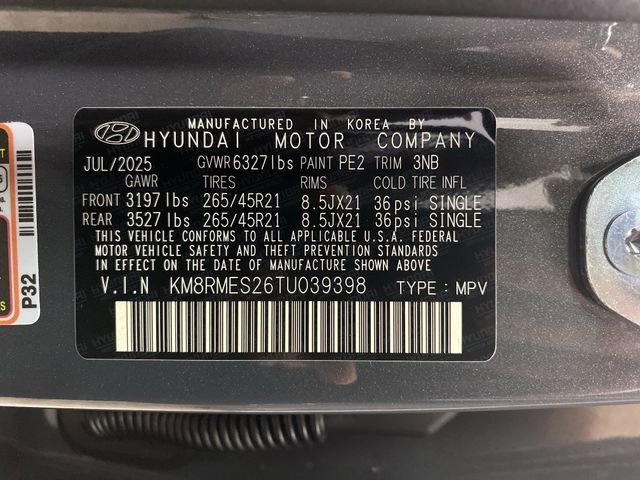 MANUFACTURED IN KOREA BY
HYUNDAI MOTOR COMPANY
JUL/2025 GVWR 6327lbs PAINT PE2 TRIM 3NB
GAWR TIRES RIMS COLD TIRE INFL
FRONT 3197 lbs 265/45R21 8.5JX21 36psi SINGLE
REAR 3527 lbs 265/45R21 8.5JX21 36psi SINGLE
THIS VEHICLE CONFORMS TO ALL APPLICABLE U.S.A. FEDERAL
MOTOR VEHICLE SAFETY AND THEFT PREVENTION STANDARDS
IN EFFECT ON THE DATE OF MANUFACTURE SHOWN ABOVE.
V.I.N KM8RMES26TU039398 TYPE : MPV
P32